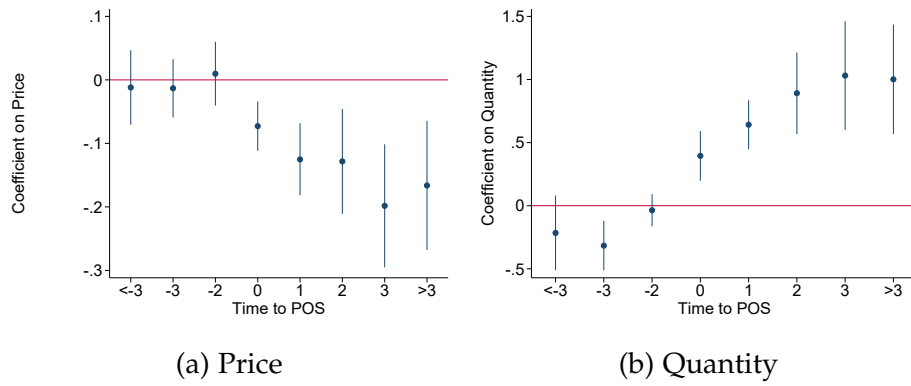 Coefficient on Price
.1
0
-.1
-.2
-.3
<-3 -3 -2 0 1 2 3 >3
Time to POS
(a) Price
Coefficient on Quantity
1.5
1
.5
0
-.5
<-3 -3 -2 0 1 2 3 >3
Time to POS
(b) Quantity